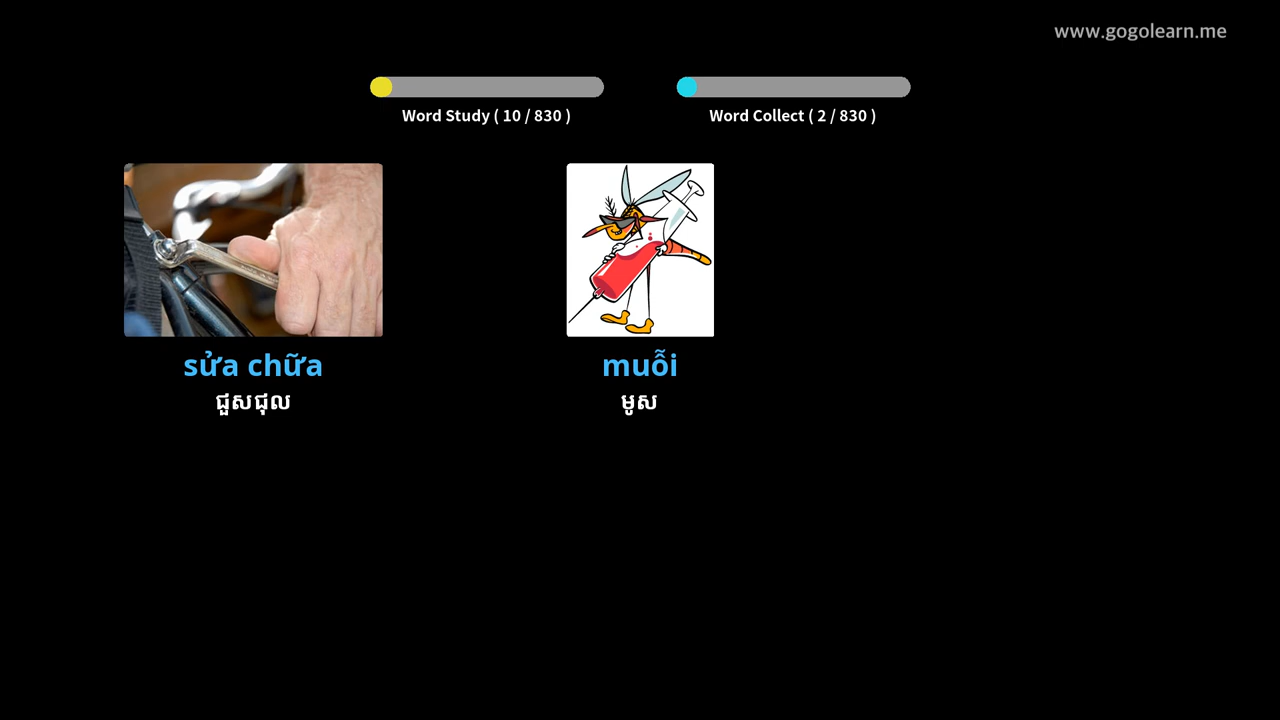 www.gogolearn.me
Word Study ( 10 / 830 )
Word Collect ( 2 / 830 )
sửa chữa
ជួសជុល
muỗi
មូស